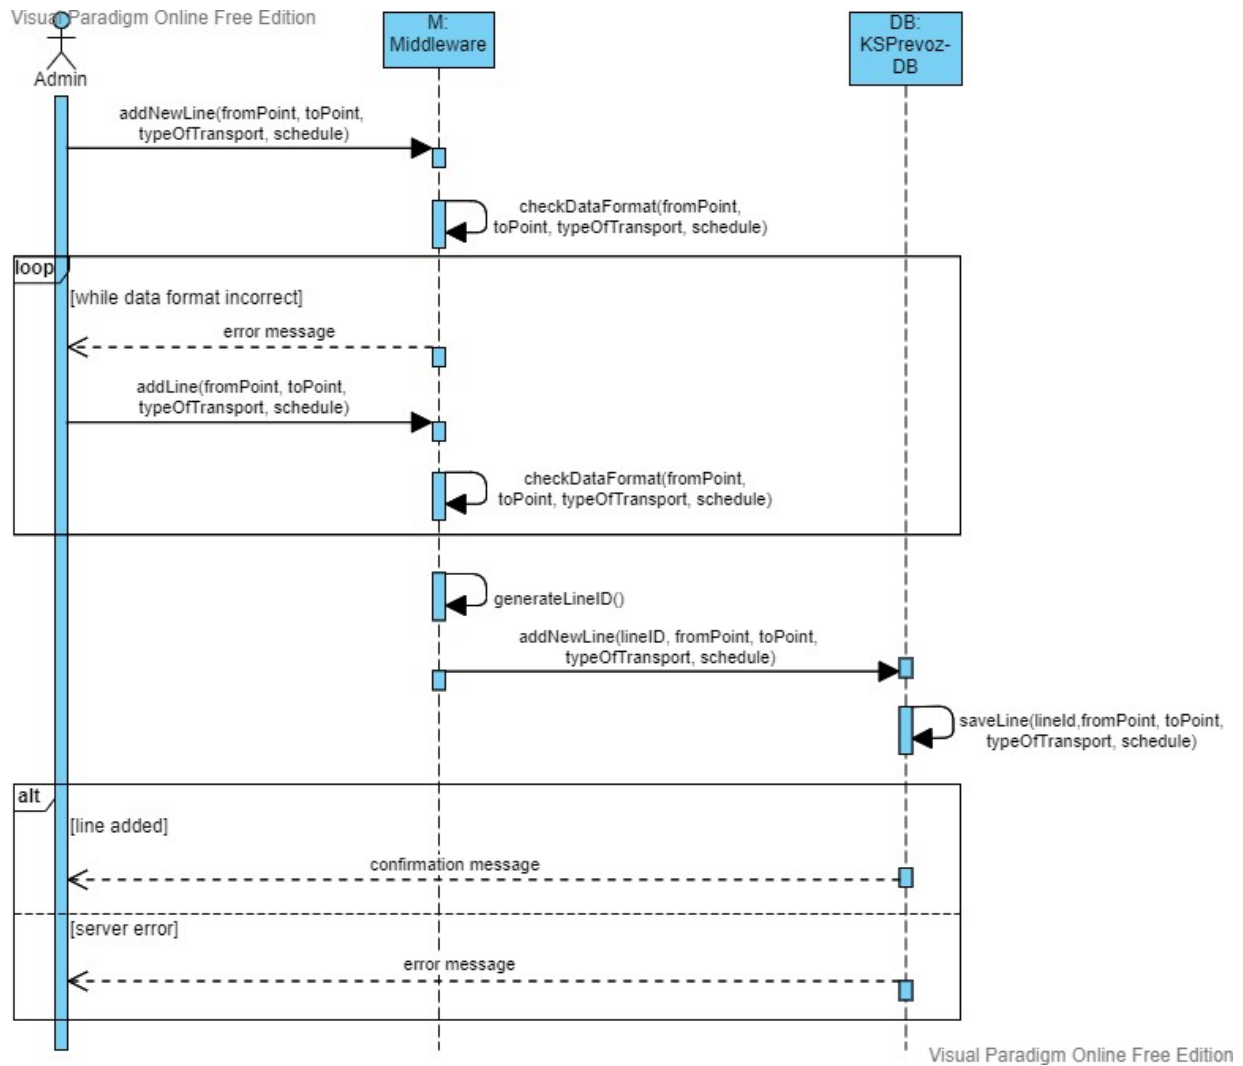 Visual Paradigm Online Free Edition
Admin
M:
Middleware
DB:
KSPrevoz-
DB
addNewLine(fromPoint, toPoint,
typeOfTransport, schedule)
checkDataFormat(fromPoint,
toPoint, typeOfTransport, schedule)
loop
[while data format incorrect]
error message
addLine(fromPoint, toPoint,
typeOfTransport, schedule)
checkDataFormat(fromPoint,
toPoint, typeOfTransport, schedule)
generateLineID()
addNewLine(lineID, fromPoint, toPoint,
typeOfTransport, schedule)
saveLine(lineId,fromPoint, toPoint,
typeOfTransport, schedule)
alt
[line added]
confirmation message
[server error]
error message
Visual Paradigm Online Free Edition